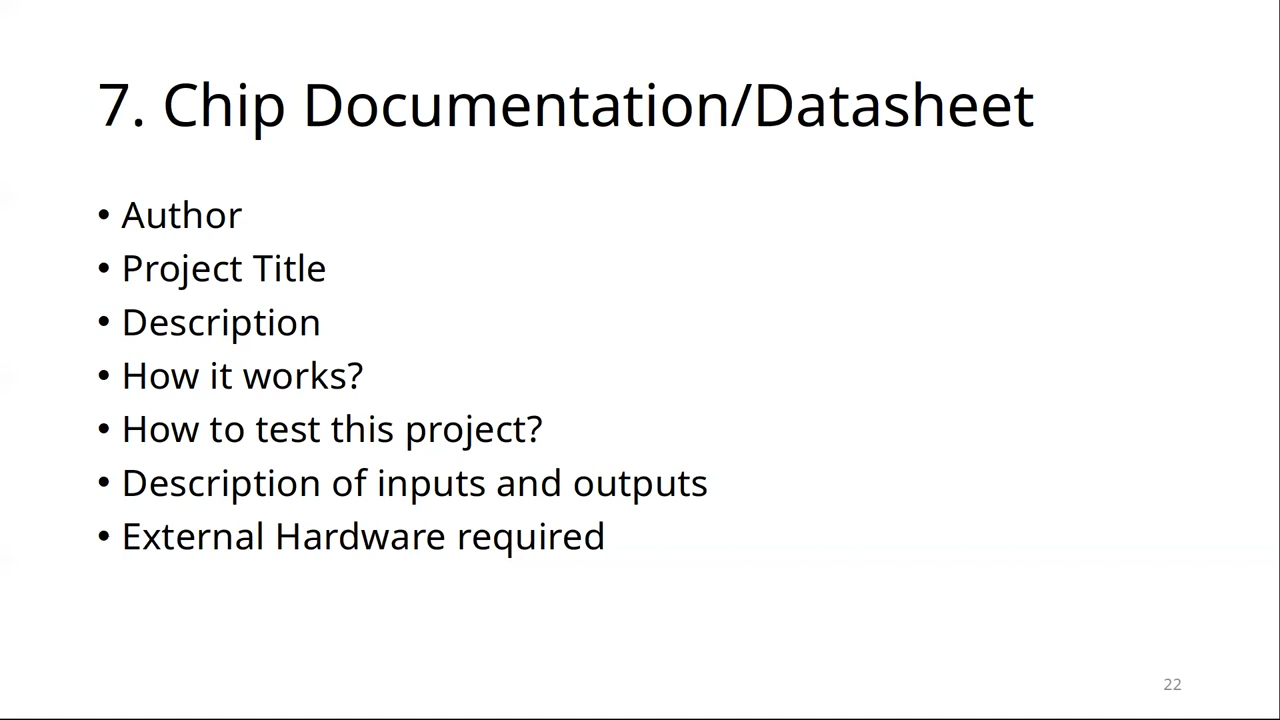 7. Chip Documentation/Datasheet
• Author
• Project Title
• Description
• How it works?
• How to test this project?
• Description of inputs and outputs
• External Hardware required
22